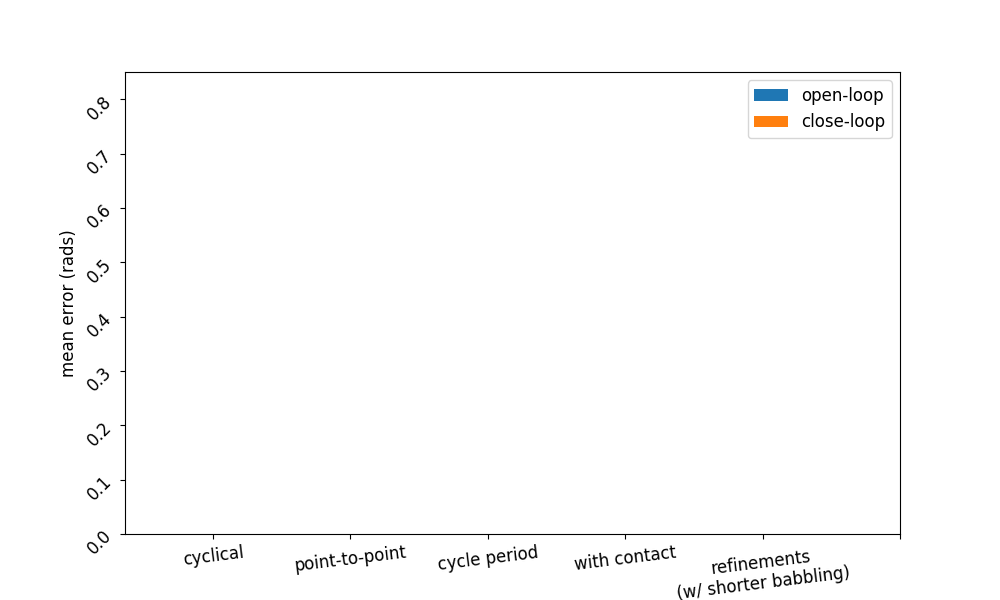 open-loop
close-loop
mean error (rads)
0.8
0.7
0.6
0.5
0.4
0.3
0.2
0.1
0.0
cyclical
point-to-point
cycle period
with contact
refinements
(w/ shorter babbling)